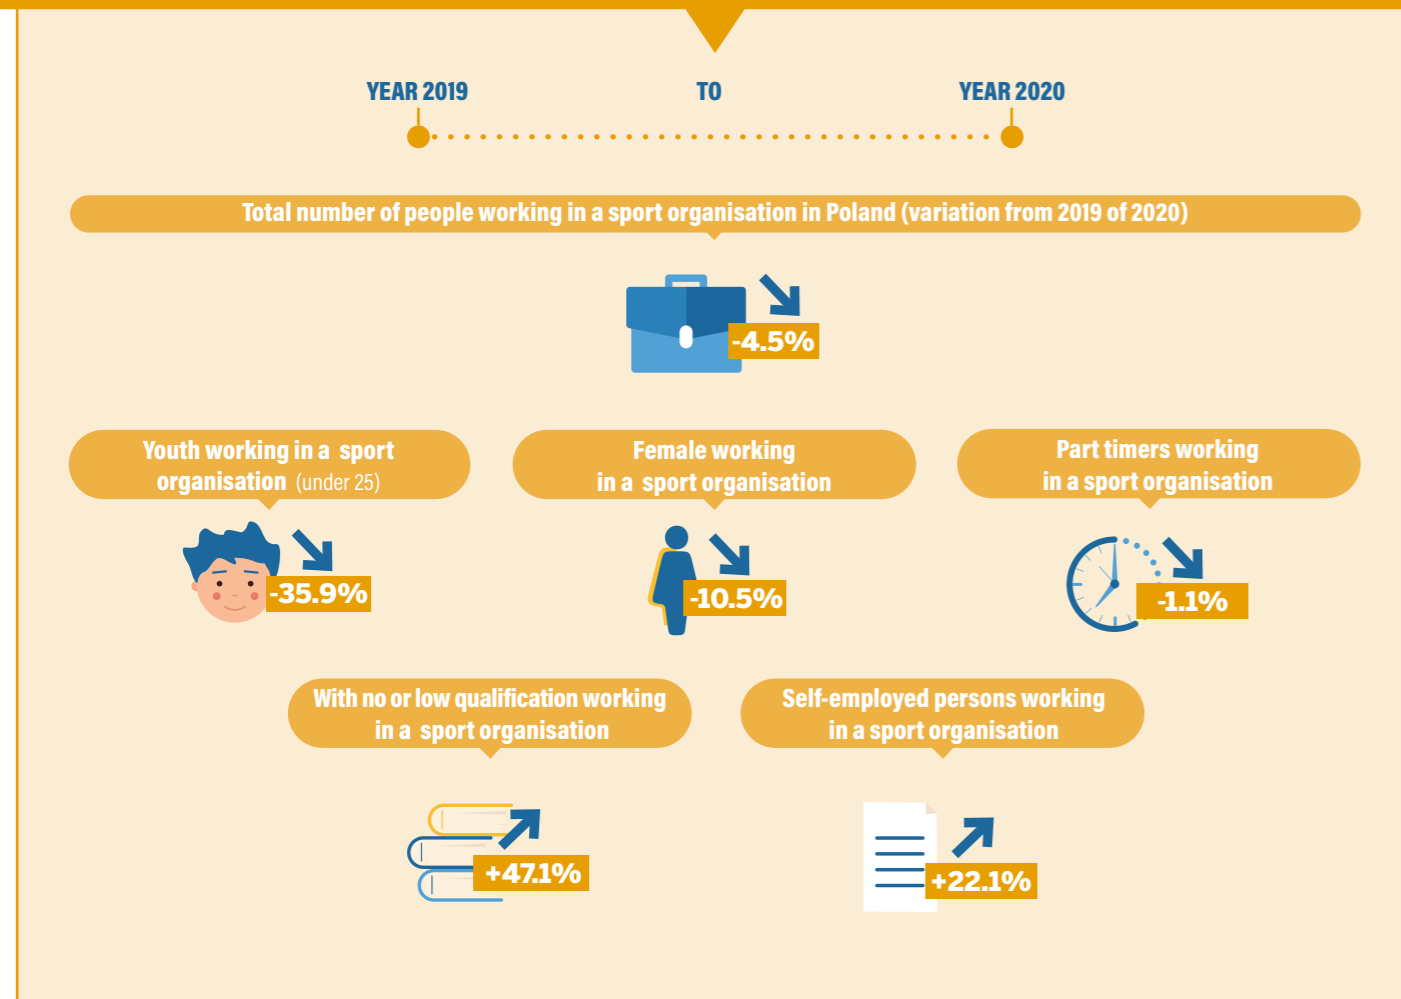 YEAR 2019 TO YEAR 2020
Total number of people working in a sport organisation in Poland (variation from 2019 of 2020)
-4.5%
Youth working in a sport
organisation (under 25)
-35.9%
Female working
in a sport organisation
-10.5%
Part timers working
in a sport organisation
-1.1%
With no or low qualification working
in a sport organisation
+47.1%
Self-employed persons working
in a sport organisation
+22.1%